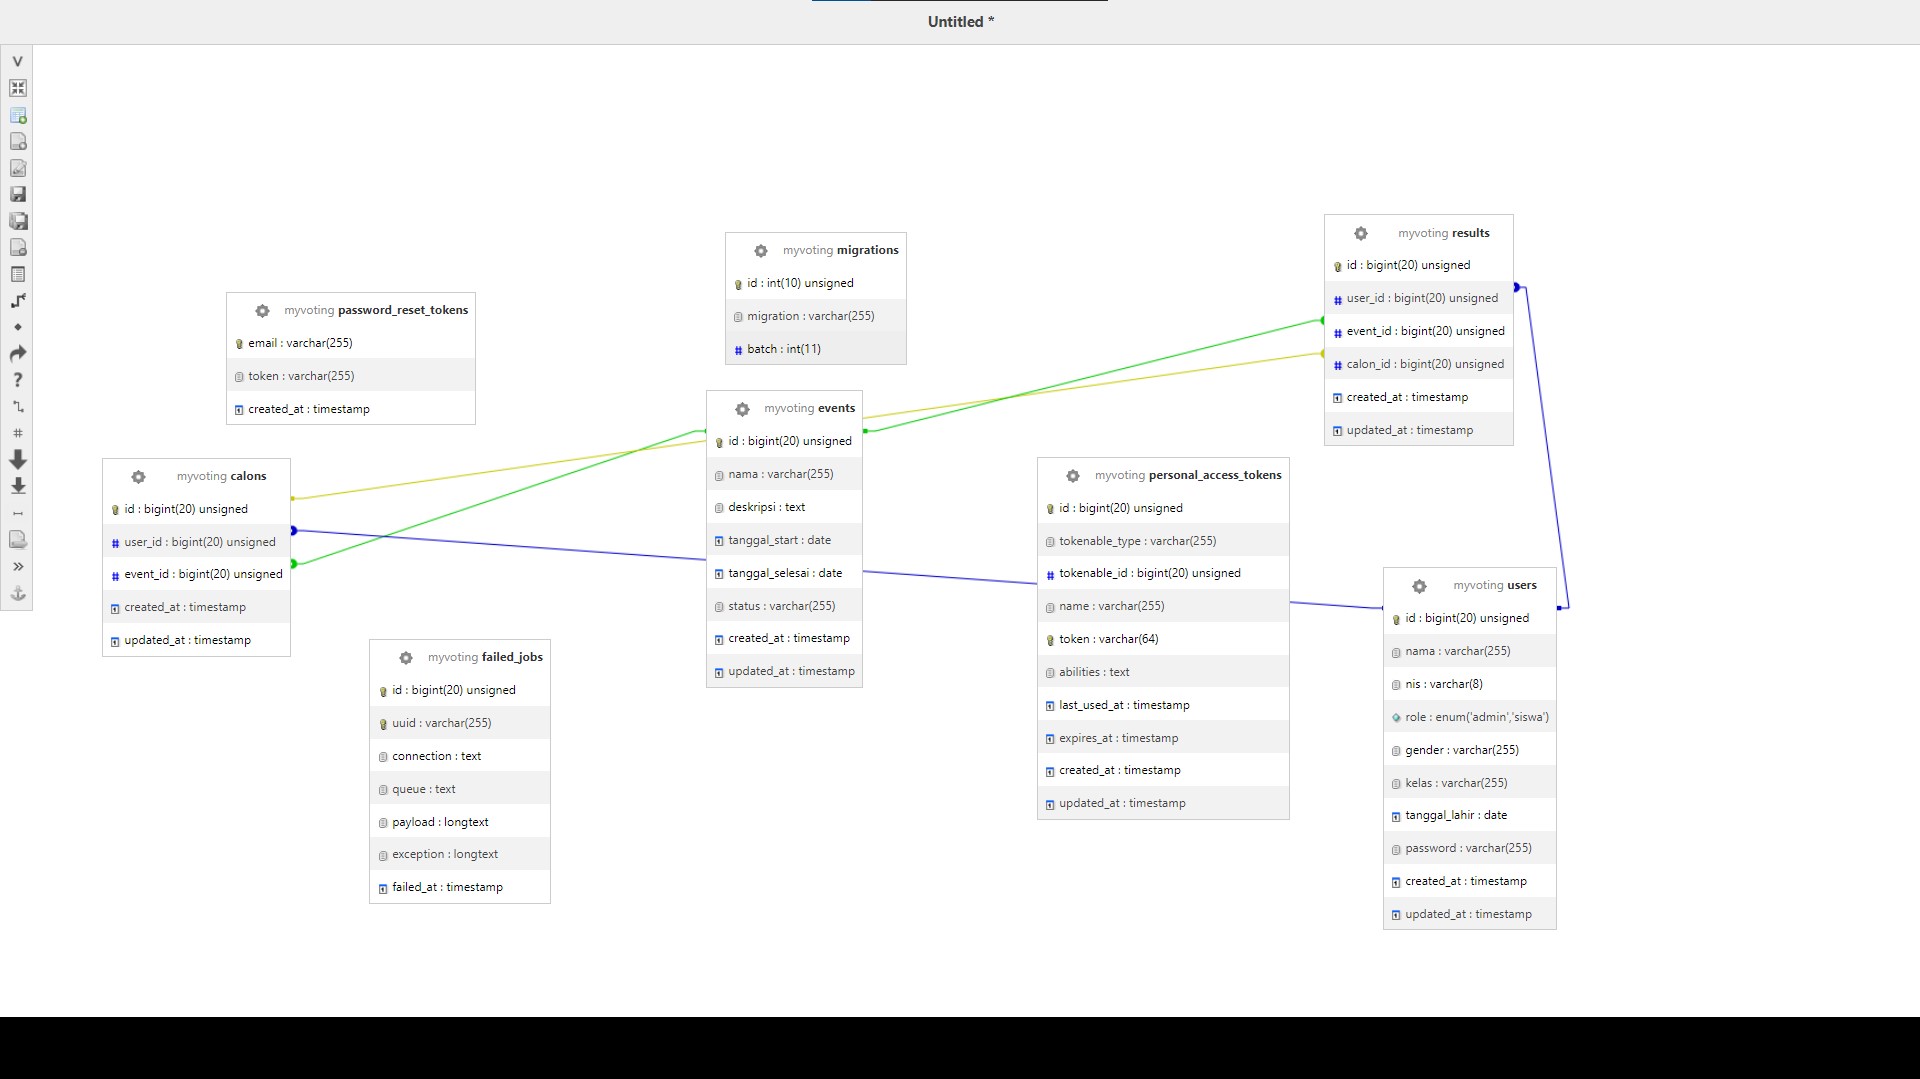 Untitled *
V
myvoting password_reset_tokens
email : varchar(255)
token : varchar(255)
created_at : timestamp
myvoting migrations
id : int(10) unsigned
migration : varchar(255)
# batch : int(11)
myvoting results
id : bigint(20) unsigned
# user_id : bigint(20) unsigned
# event_id : bigint(20) unsigned
# calon_id : bigint(20) unsigned
created_at : timestamp
updated_at : timestamp
myvoting calons
id : bigint(20) unsigned
# user_id : bigint(20) unsigned
# event_id : bigint(20) unsigned
created_at : timestamp
updated_at : timestamp
myvoting events
id : bigint(20) unsigned
nama : varchar(255)
deskripsi : text
tanggal_start : date
tanggal_selesai : date
status : varchar(255)
created_at : timestamp
updated_at : timestamp
myvoting personal_access_tokens
id : bigint(20) unsigned
tokenable_type : varchar(255)
# tokenable_id : bigint(20) unsigned
name : varchar(255)
token : varchar(64)
abilities : text
last_used_at : timestamp
expires_at : timestamp
created_at : timestamp
updated_at : timestamp
myvoting failed_jobs
id : bigint(20) unsigned
uuid : varchar(255)
connection : text
queue : text
payload : longtext
exception : longtext
failed_at : timestamp
myvoting users
id : bigint(20) unsigned
nama : varchar(255)
nis : varchar(8)
role : enum('admin','siswa')
gender : varchar(255)
kelas : varchar(255)
tanggal_lahir : date
password : varchar(255)
created_at : timestamp
updated_at : timestamp